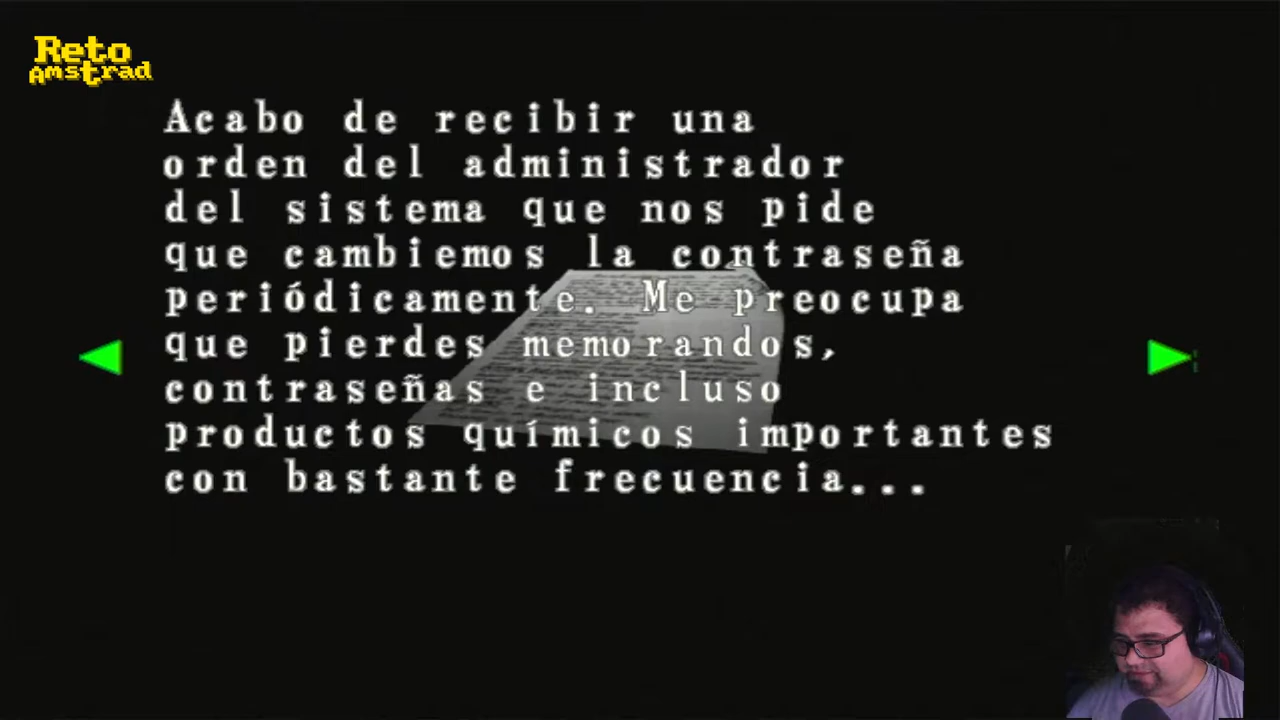 Reto
Amstrad
Acabo de recibir una
orden del administrador
del sistema que nos pide
que cambiemos la contraseña
periódicamente. Me preocupa
que pierdes memorandos,
contraseñas e incluso
productos químicos importantes
con bastante frecuencia...